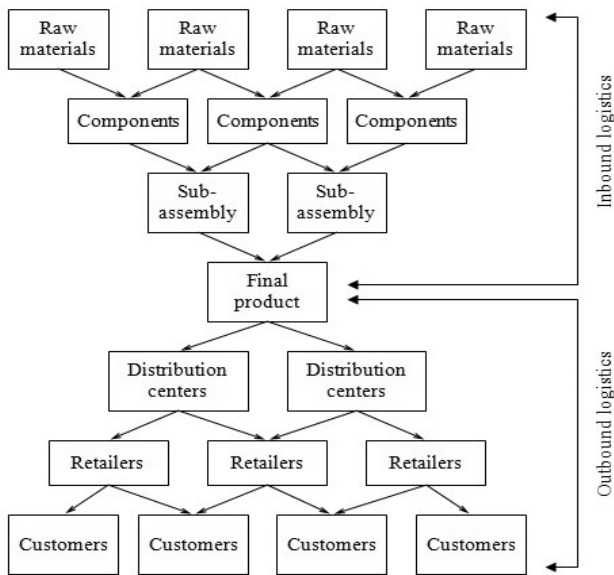 Raw
materials
Raw
materials
Raw
materials
Raw
materials
Components
Components
Components
Sub-
assembly
Sub-
assembly
Final
product
Distribution
centers
Distribution
centers
Retailers
Retailers
Retailers
Customers
Customers
Customers
Customers
Inbound logistics
Outbound logistics